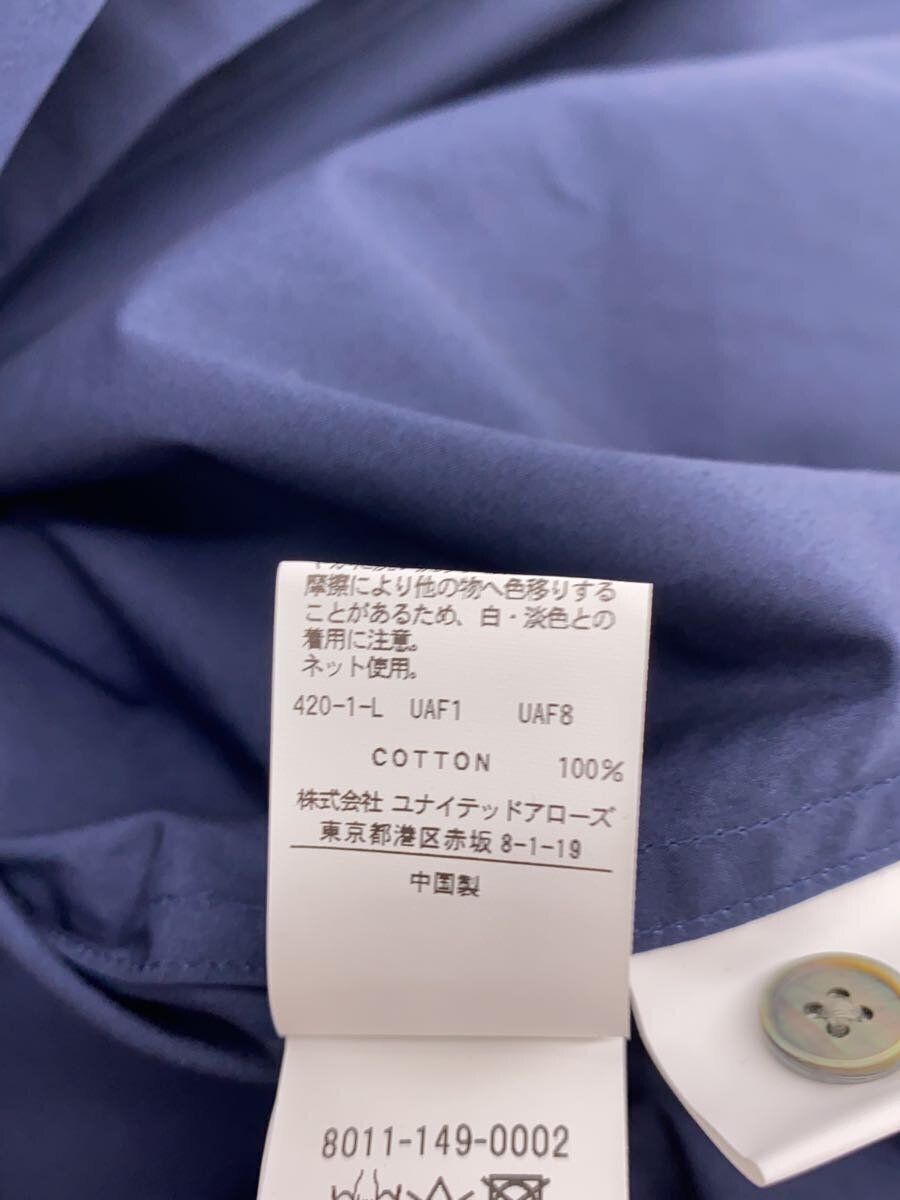 摩擦により他の物へ色移りする
ことがあるため、白・淡色との
着用に注意。
ネット使用。
420-1-L UAF1 UAF8
COTTON 100%
株式会社 ユナイテッドアローズ
東京都港区赤坂 8-1-19
中国製
8011-149-0002